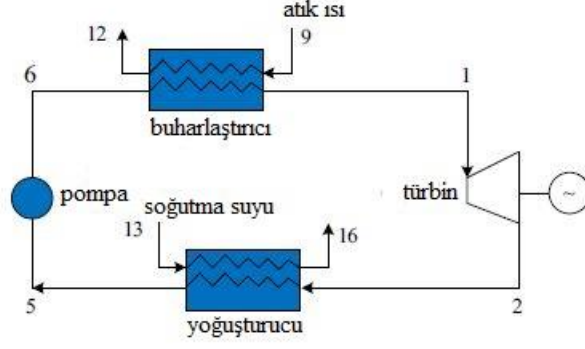 atık ısı
12
9
6
1
buharlaştırıcı
pompa
türbin
~
soğutma suyu
13
16
5
2
yoğuşturucu